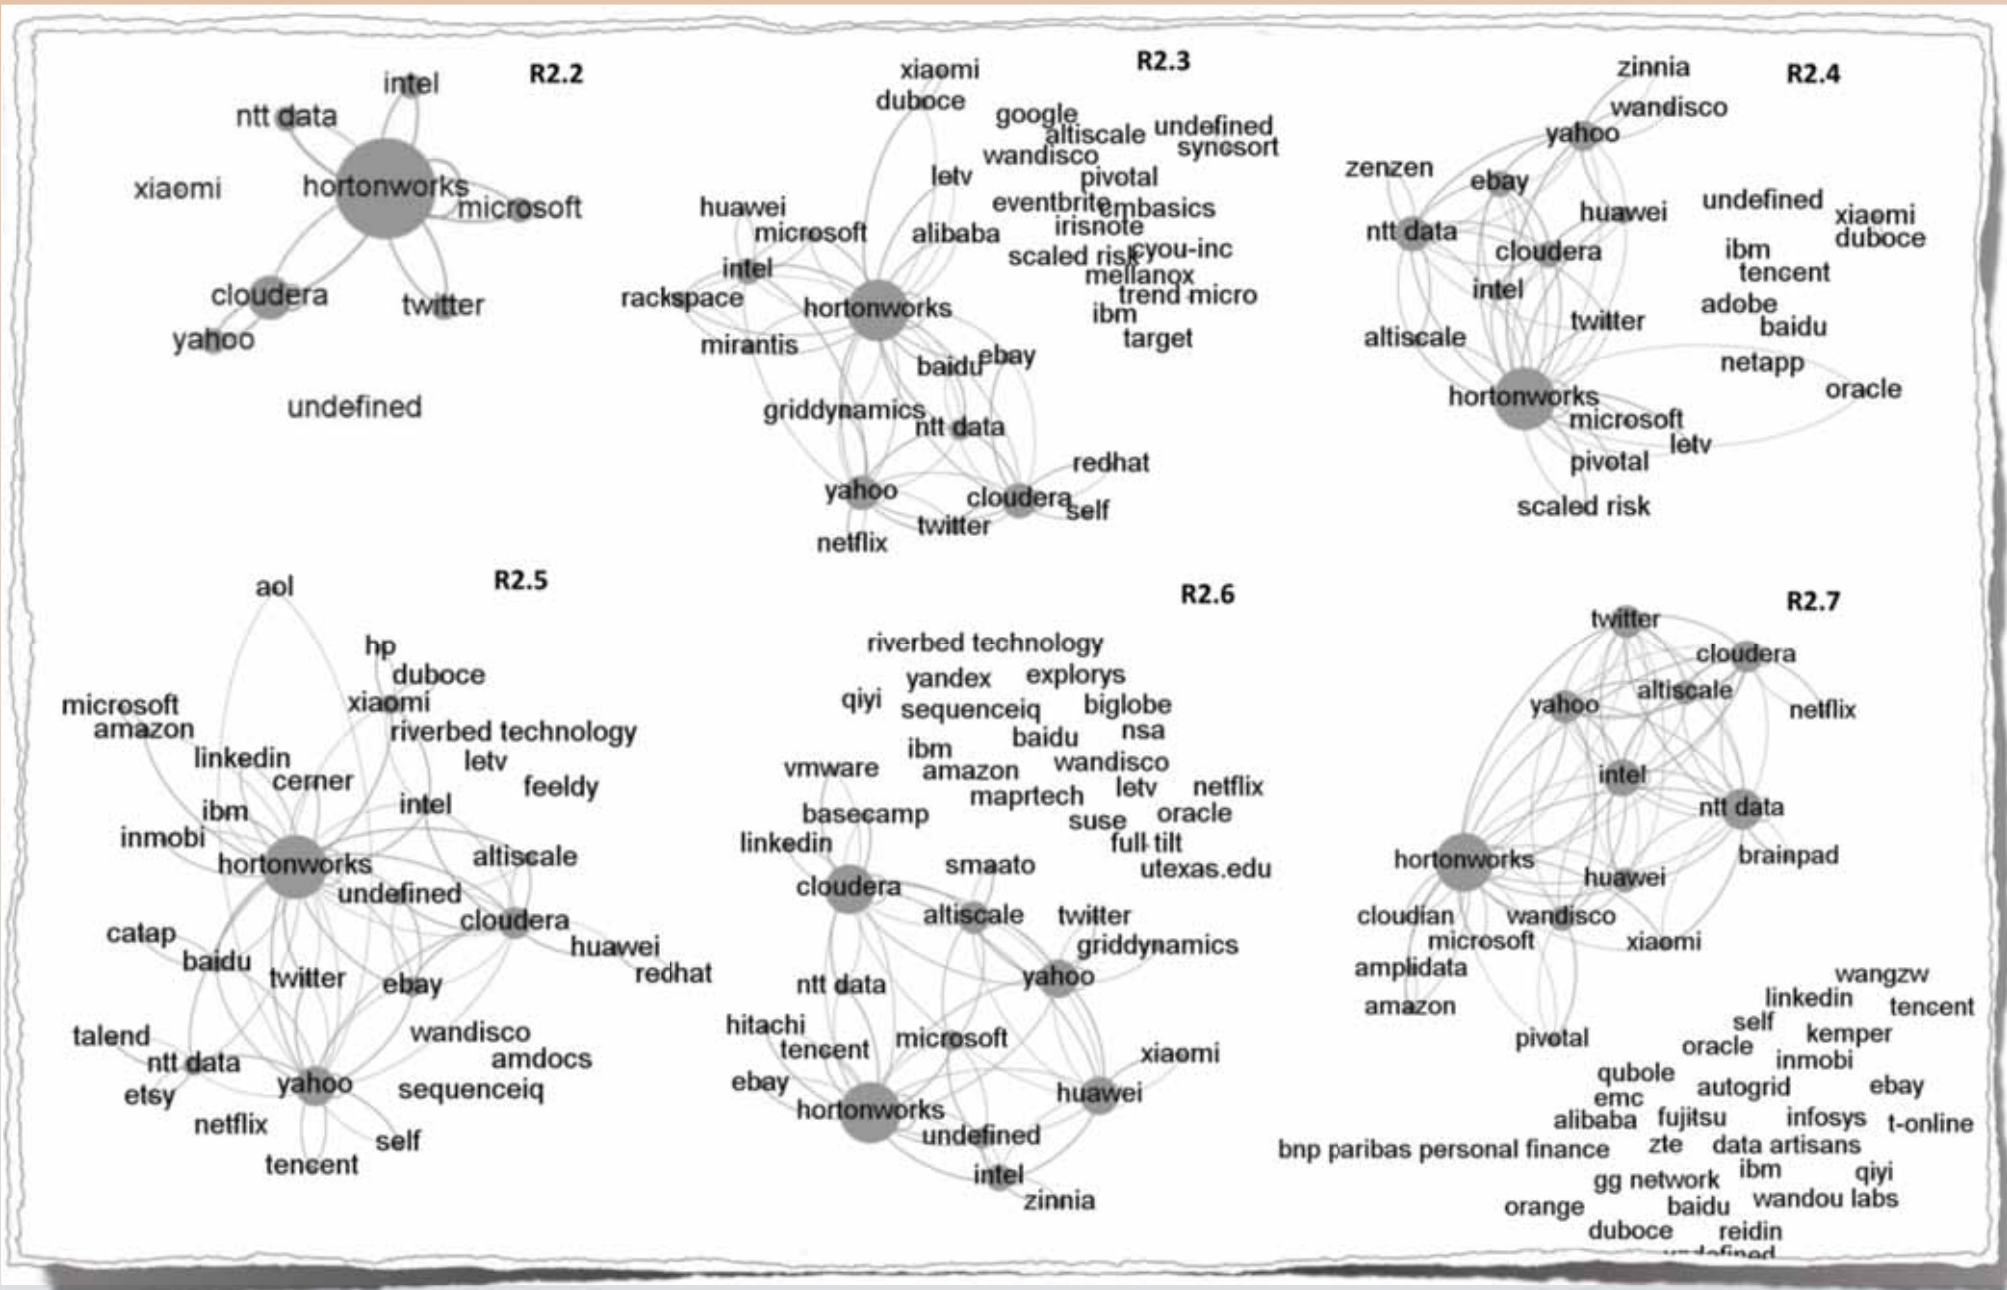 R2.2
intel
ntt data
xiaomi
hortonworks
microsoft
cloudera
twitter
yahoo
undefined
R2.3
xiaomi
duboce
google
altiscale
undefined
wandisco
syncsort
letv
pivotal
eventbrite
embasics
huawei
irisnote
microsoft
alibaba
scaled risk
cyou-inc
intel
mellanox
rackspace
trend micro
hortonworks
ibm
mirantis
target
baidu
ebay
griddynamics
ntt data
redhat
yahoo
cloudera
self
twitter
netflix
R2.4
zinnia
wandisco
yahoo
zenzen
ebay
undefined
huawei
xiaomi
ntt data
duboce
cloudera
ibm
tencent
intel
adobe
twitter
baidu
altiscale
netapp
oracle
hortonworks
microsoft
letv
pivotal
scaled risk
R2.5
aol
hp
duboce
microsoft
xiaomi
amazon
riverbed technology
linkedin
letv
cerner
feeldy
ibm
intel
inmobi
hortonworks
altiscale
undefined
cloudera
catap
huawei
baidu
redhat
twitter
ebay
talend
wandisco
ntt data
amdocs
yahoo
sequenceiq
etsy
netflix
self
tencent
R2.6
riverbed technology
yandex
explorys
qiyi
sequenceiq
biglobe
nsa
ibm
baidu
vmware
amazon
wandisco
maprtech
letv
netflix
basecamp
suse
oracle
linkedin
full tilt
smaato
utexas.edu
cloudera
altiscale
twitter
griddynamics
ntt data
yahoo
hitachi
microsoft
tencent
xiaomi
ebay
huawei
hortonworks
undefined
intel
zinnia
R2.7
twitter
cloudera
altiscale
yahoo
netflix
intel
ntt data
hortonworks
brainpad
huawei
cloudian
wandisco
microsoft
xiaomi
amplidata
wangzw
amazon
linkedin
tencent
self
kemper
pivotal
oracle
inmobi
qubole
autogrid
ebay
emc
alibaba
fujitsu
infosys
t-online
bnp paribas personal finance
zte
data artisans
gg network
ibm
qiyi
orange
baidu
wandou labs
duboce
reidin
undefined